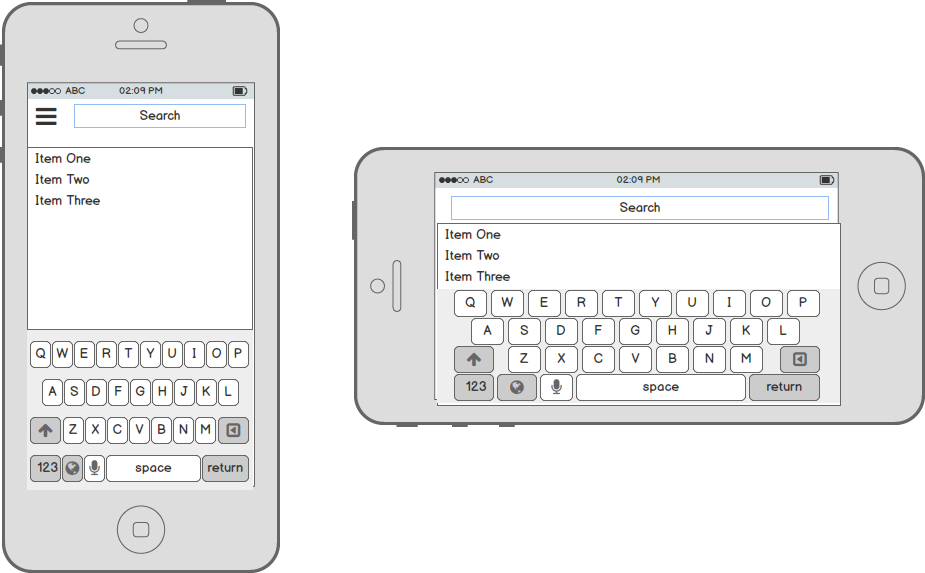 ABC 02:09 PM
Search
Item One
Item Two
Item Three
Q W E R T Y U I O P
A S D F G H J K L
Z X C V B N M
123 space return
ABC 02:09 PM
Search
Item One
Item Two
Item Three
Q W E R T Y U I O P
A S D F G H J K L
Z X C V B N M
123 space return